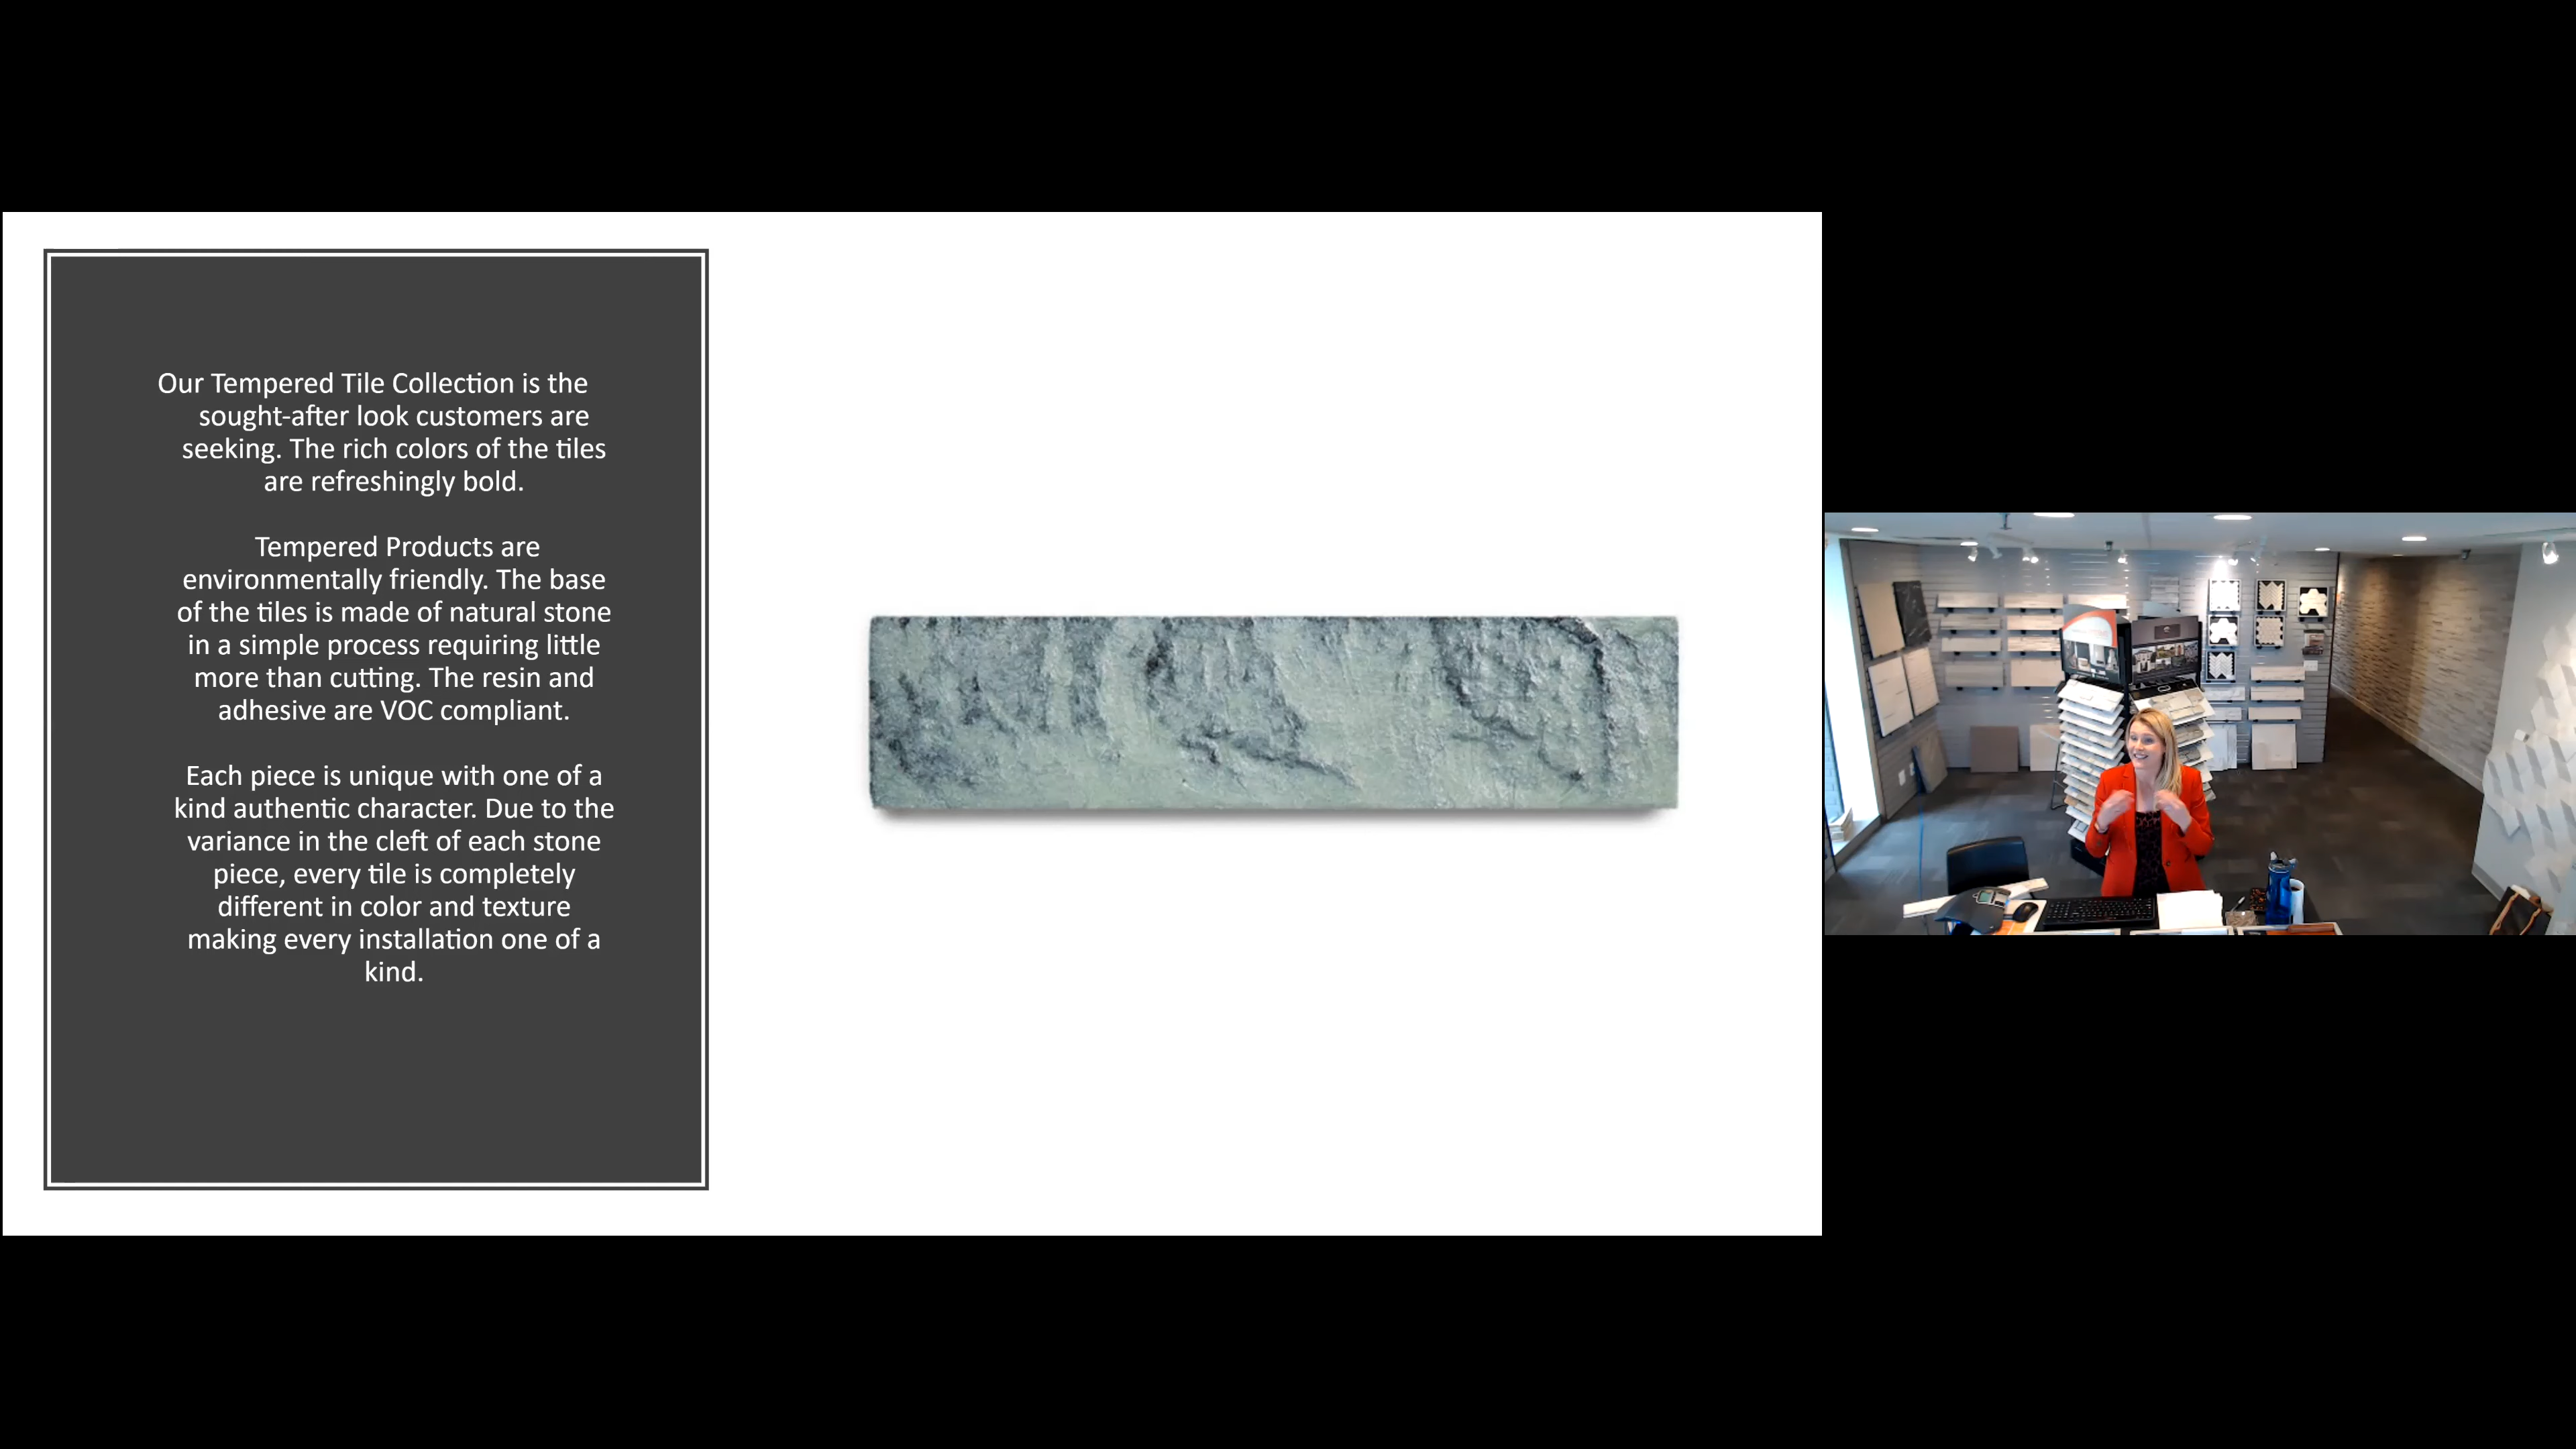 Our Tempered Tile Collection is the
sought-after look customers are
seeking. The rich colors of the tiles
are refreshingly bold.
Tempered Products are
environmentally friendly. The base
of the tiles is made of natural stone
in a simple process requiring little
more than cutting. The resin and
adhesive are VOC compliant.
Each piece is unique with one of a
kind authentic character. Due to the
variance in the cleft of each stone
piece, every tile is completely
different in color and texture
making every installation one of a
kind.